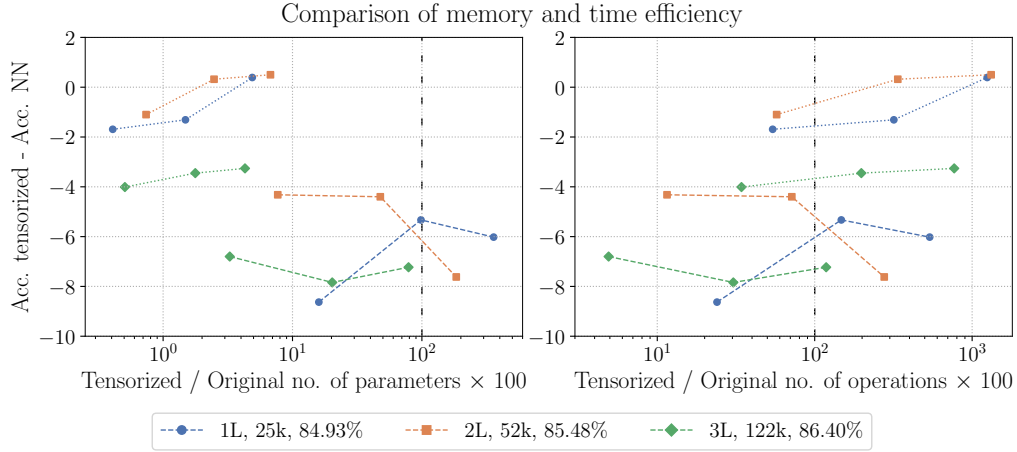 Comparison of memory and time efficiency
Acc. tensorized - Acc. NN
2
0
−2
−4
−6
−8
−10
10^0
10^1
10^2
Tensorized / Original no. of parameters × 100
2
0
−2
−4
−6
−8
−10
10^1
10^2
10^3
Tensorized / Original no. of operations × 100
1L, 25k, 84.93%
2L, 52k, 85.48%
3L, 122k, 86.40%